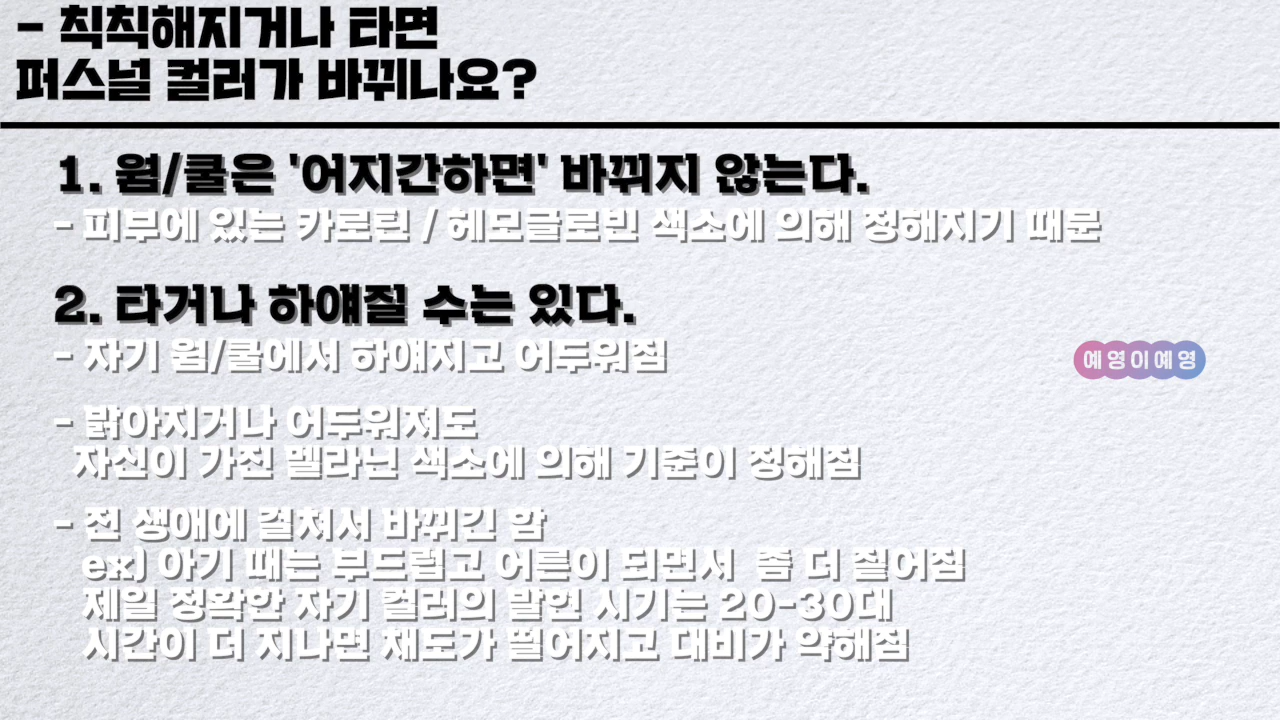 - 칙칙해지거나 타면
퍼스널 컬러가 바뀌나요?
1. 웜/쿨은 '어지간하면' 바뀌지 않는다.
- 피부에 있는 카로틴 / 헤모글로빈 색소에 의해 정해지기 때문
2. 타거나 하얘질 수는 있다.
- 자기 웜/쿨에서 하얘지고 어두워짐
예영이예영
- 밝아지거나 어두워져도
자신이 가진 멜라닌 색소에 의해 기준이 정해짐
- 전 생애에 걸쳐서 바뀌긴 함
ex) 아기 때는 부드럽고 어른이 되면서 좀 더 짙어짐
제일 정확한 자기 컬러의 발현 시기는 20-30대
시간이 더 지나면 채도가 떨어지고 대비가 약해짐